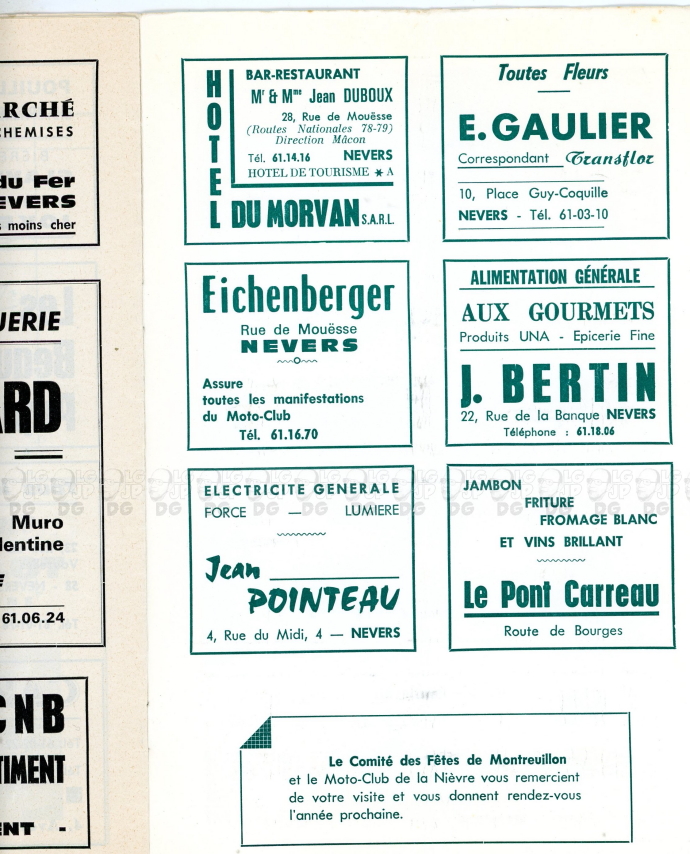 RCHÉ
CHEMISES
du Fer
EVERS
s moins cher
UERIE
ARD
Muro
lentine
61.06.24
CNB
TIMENT
ENT -
HOTEL
BAR-RESTAURANT
Mr & Mme Jean DUBOUX
28, Rue de Mouësse
(Routes Nationales 78-79)
Direction Mâcon
Tél. 61.14.16 NEVERS
HOTEL DE TOURISME ★ A
DU MORVAN S.A.R.L.
Toutes Fleurs
E. GAULIER
Correspondant Transflor
10, Place Guy-Coquille
NEVERS - Tél. 61-03-10
Eichenberger
Rue de Mouësse
NEVERS
Assure
toutes les manifestations
du Moto-Club
Tél. 61.16.70
ALIMENTATION GÉNÉRALE
AUX GOURMETS
Produits UNA - Epicerie Fine
J. BERTIN
22, Rue de la Banque NEVERS
Téléphone : 61.18.06
ELECTRICITE GENERALE
FORCE — LUMIERE
Jean
POINTEAU
4, Rue du Midi, 4 — NEVERS
JAMBON
FRITURE
FROMAGE BLANC
ET VINS BRILLANT
Le Pont Carreau
Route de Bourges
Le Comité des Fêtes de Montreuillon
et le Moto-Club de la Nièvre vous remercient
de votre visite et vous donnent rendez-vous
l'année prochaine.